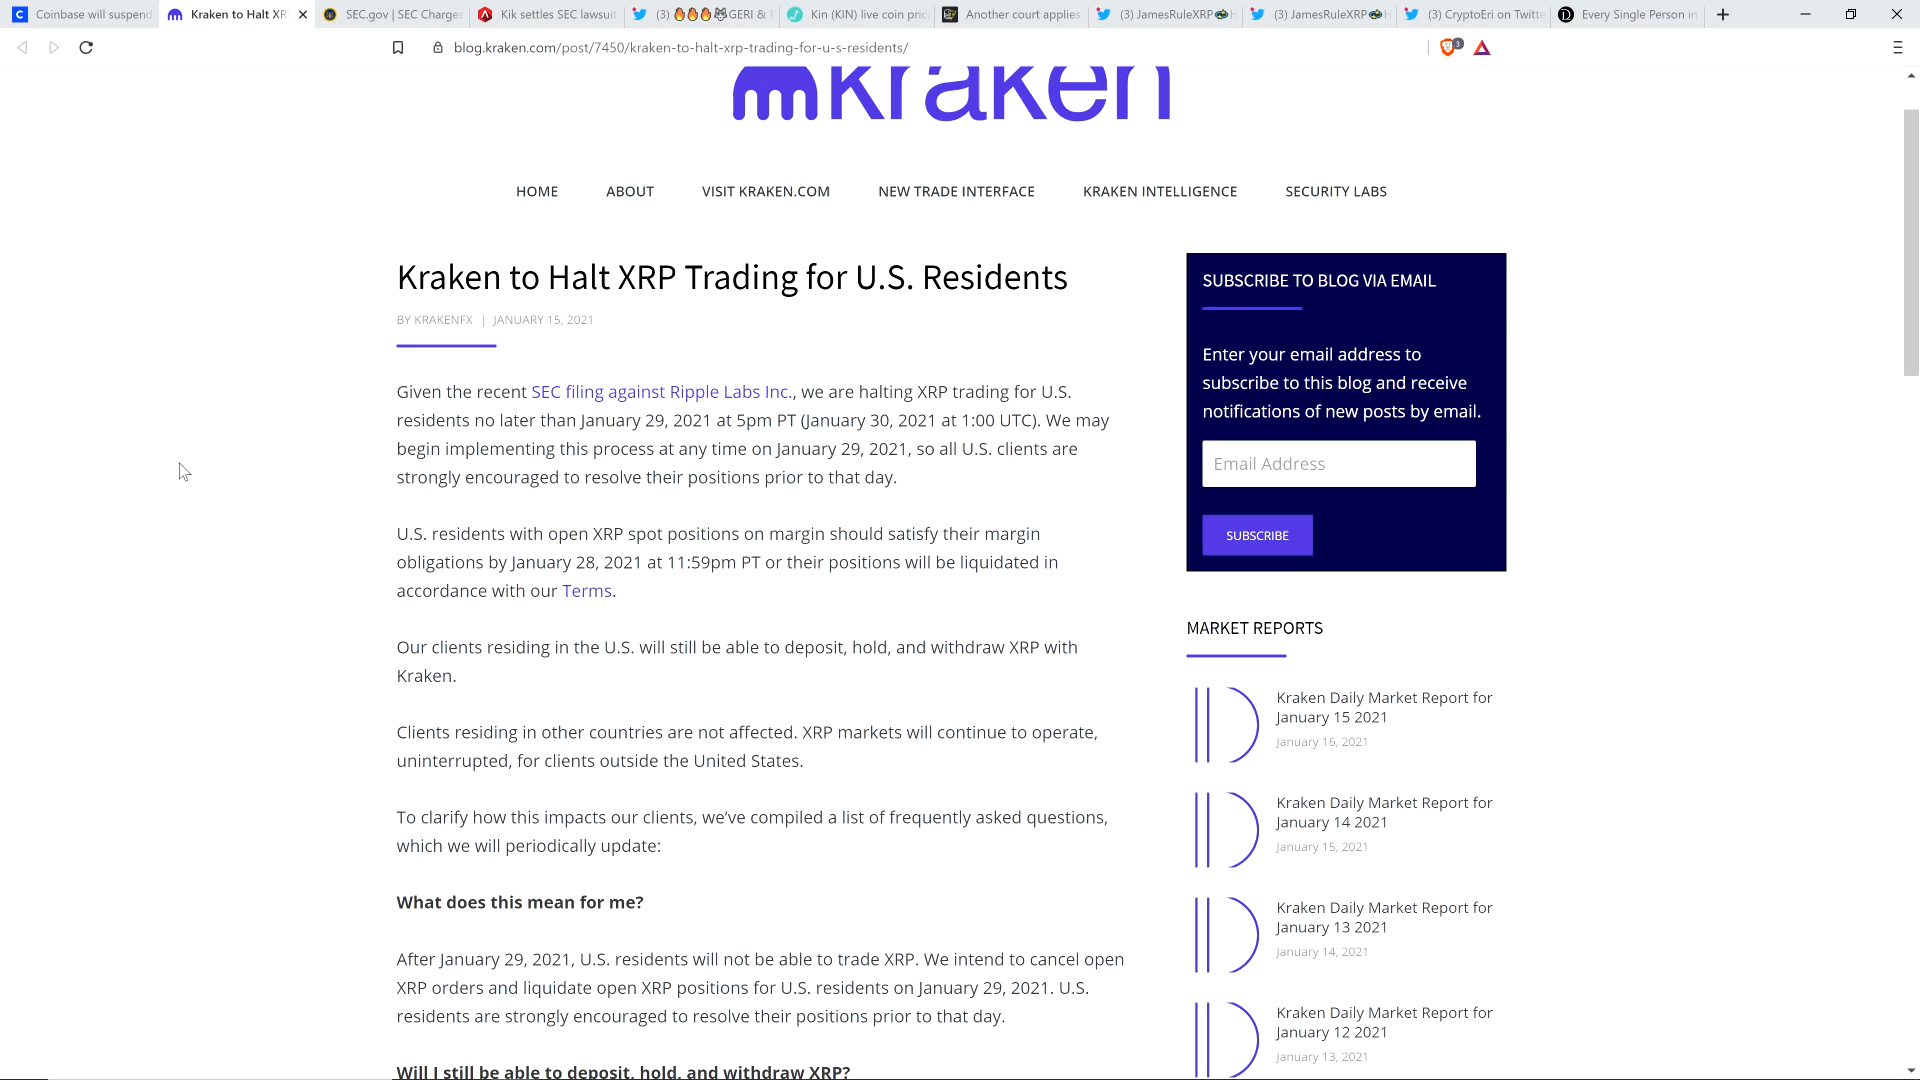 Coinbase will suspend
Kraken to Halt XR
SEC.gov | SEC Charges
Kik settles SEC lawsuit
(3) 🔥🔥🔥🐺GERI &
Kin (KIN) live coin pric
Another court applies
(3) JamesRuleXRP
(3) JamesRuleXRP
(3) CryptoEri on Twitte
Every Single Person in
blog.kraken.com/post/7450/kraken-to-halt-xrp-trading-for-u-s-residents/
3
kraken
HOME ABOUT VISIT KRAKEN.COM NEW TRADE INTERFACE KRAKEN INTELLIGENCE SECURITY LABS
Kraken to Halt XRP Trading for U.S. Residents
BY KRAKENFX | JANUARY 15, 2021
Given the recent SEC filing against Ripple Labs Inc., we are halting XRP trading for U.S.
residents no later than January 29, 2021 at 5pm PT (January 30, 2021 at 1:00 UTC). We may
begin implementing this process at any time on January 29, 2021, so all U.S. clients are
strongly encouraged to resolve their positions prior to that day.
U.S. residents with open XRP spot positions on margin should satisfy their margin
obligations by January 28, 2021 at 11:59pm PT or their positions will be liquidated in
accordance with our Terms.
Our clients residing in the U.S. will still be able to deposit, hold, and withdraw XRP with
Kraken.
Clients residing in other countries are not affected. XRP markets will continue to operate,
uninterrupted, for clients outside the United States.
To clarify how this impacts our clients, we’ve compiled a list of frequently asked questions,
which we will periodically update:
What does this mean for me?
After January 29, 2021, U.S. residents will not be able to trade XRP. We intend to cancel open
XRP orders and liquidate open XRP positions for U.S. residents on January 29, 2021. U.S.
residents are strongly encouraged to resolve their positions prior to that day.
Will I still be able to deposit, hold, and withdraw XRP?
SUBSCRIBE TO BLOG VIA EMAIL
Enter your email address to
subscribe to this blog and receive
notifications of new posts by email.
Email Address
SUBSCRIBE
MARKET REPORTS
Kraken Daily Market Report for
January 15 2021
January 16, 2021
Kraken Daily Market Report for
January 14 2021
January 15, 2021
Kraken Daily Market Report for
January 13 2021
January 14, 2021
Kraken Daily Market Report for
January 12 2021
January 13, 2021